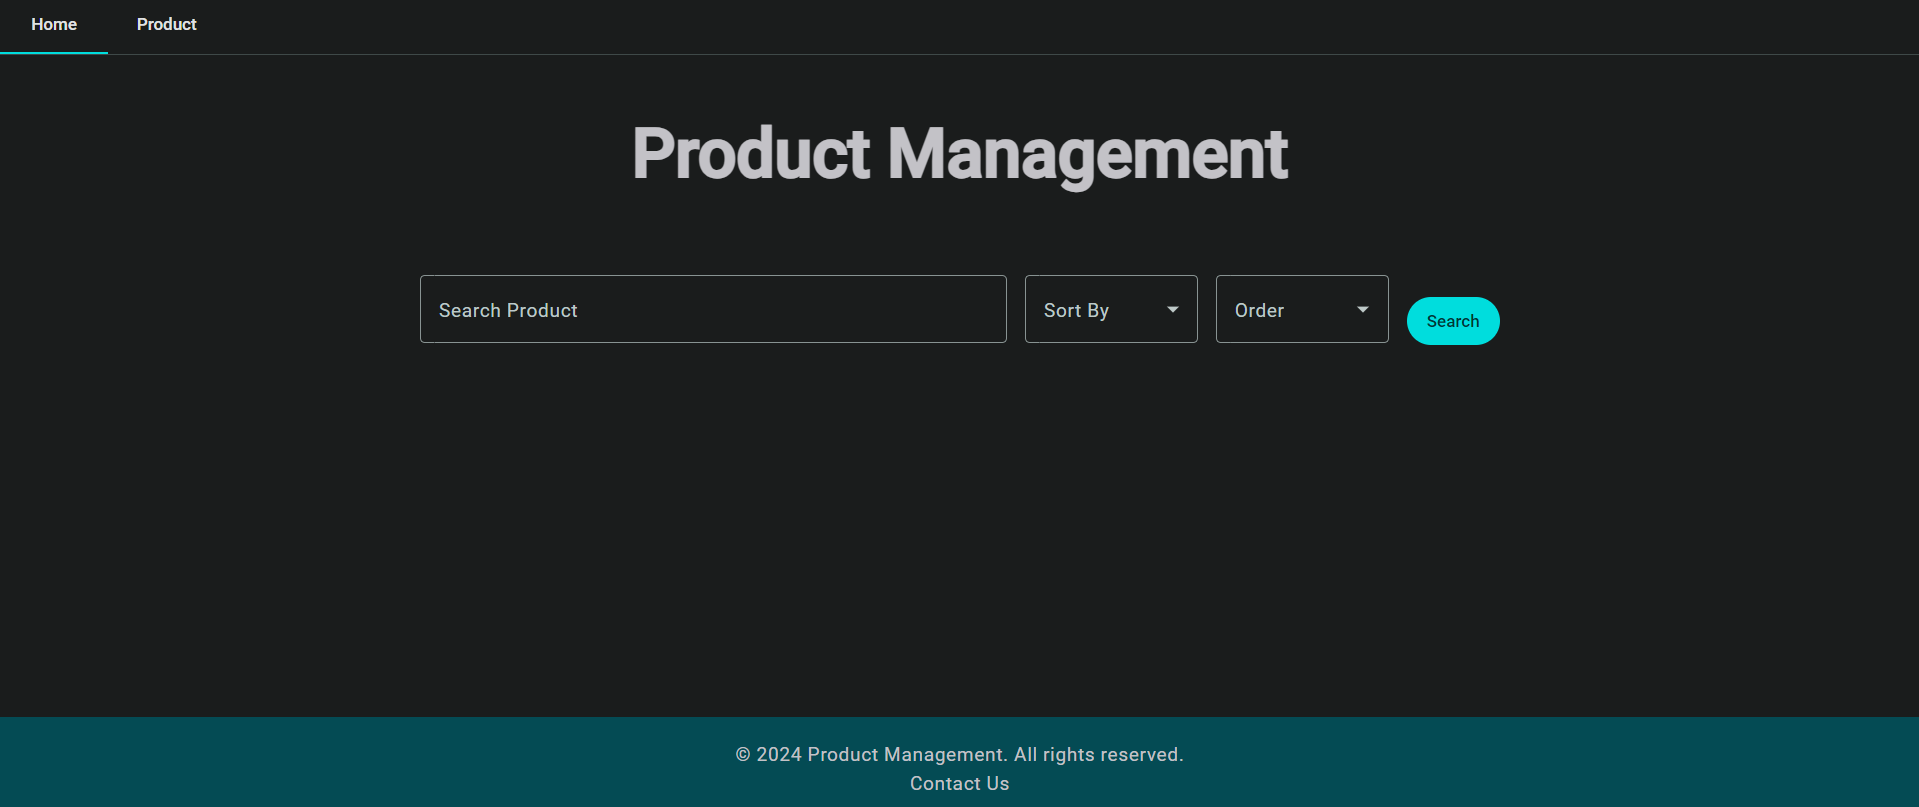 Home Product
Product Management
Search Product Sort By Order Search
© 2024 Product Management. All rights reserved.
Contact Us